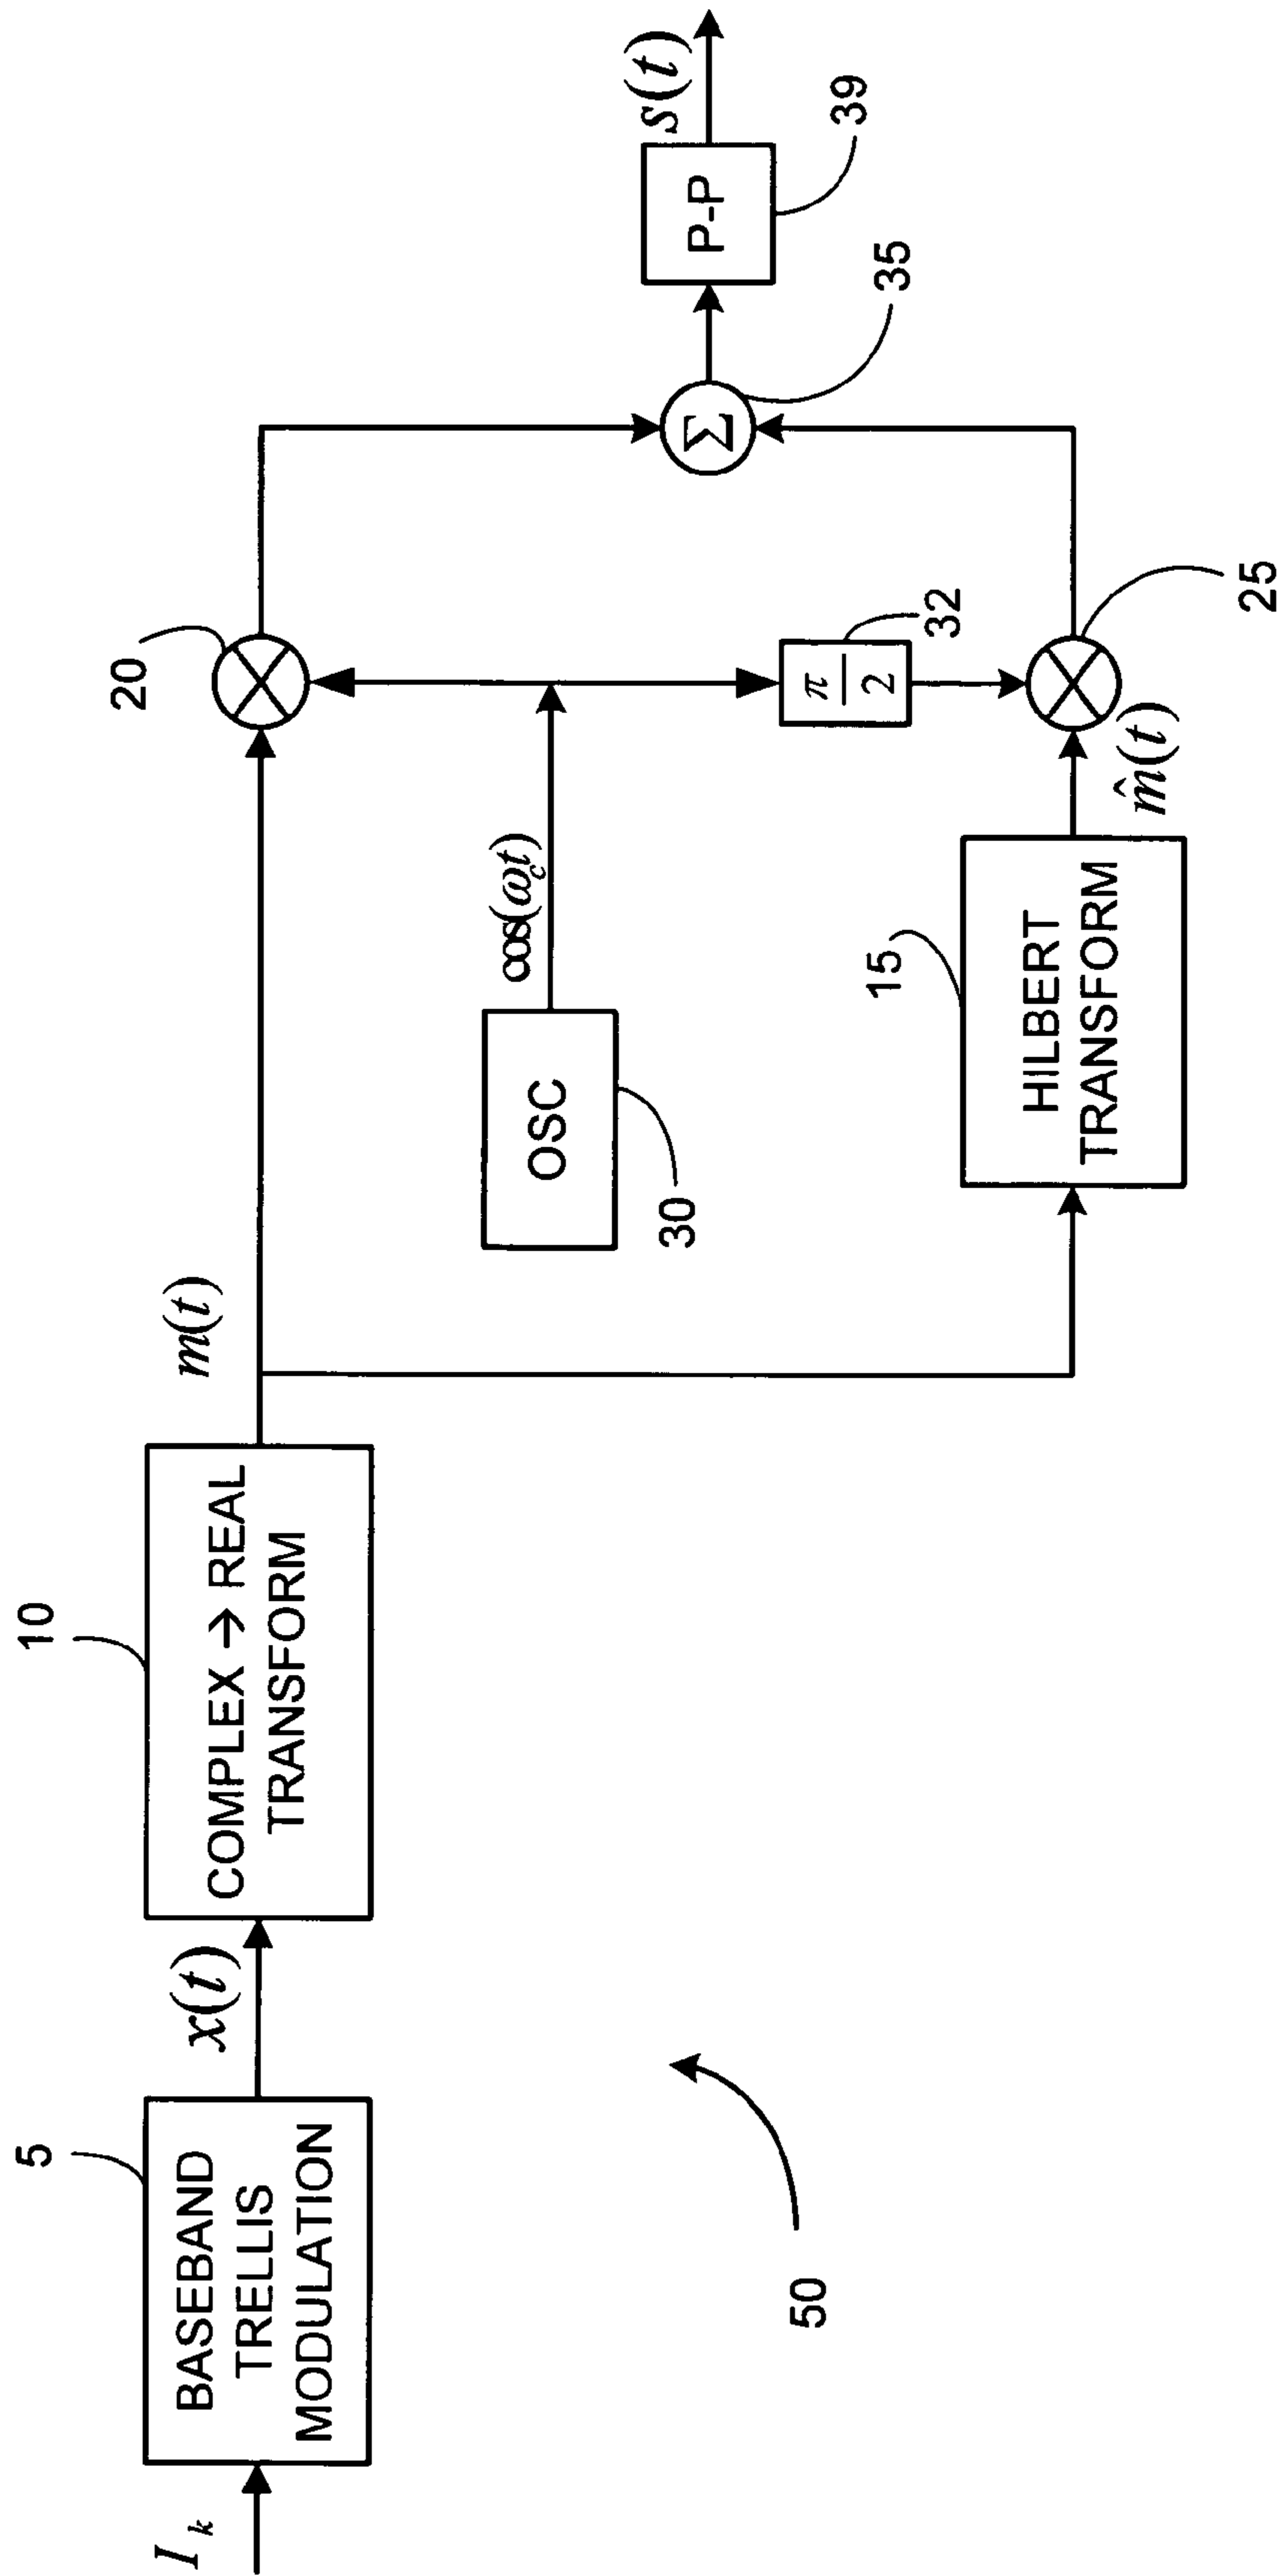 I_k
5
BASEBAND
TRELLIS
MODULATION
x(t)
10
COMPLEX → REAL
TRANSFORM
m(t)
20
OSC
30
cos(ω_c t)
π/2
32
15
HILBERT
TRANSFORM
m̂(t)
25
Σ
35
P-P
39
s(t)
50